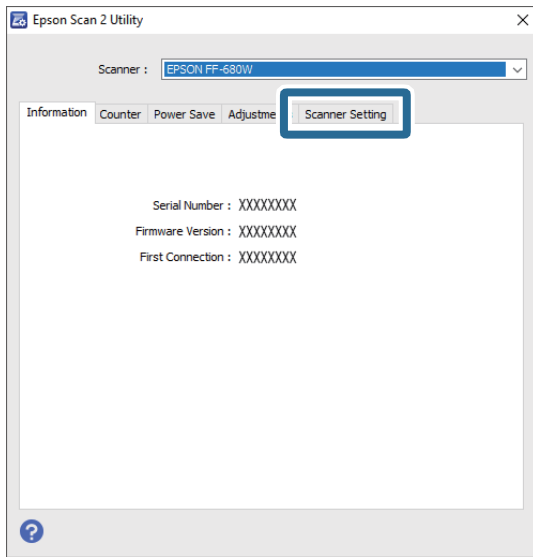 Epson Scan 2 Utility
Scanner : EPSON FF-680W
Information Counter Power Save Adjustme Scanner Setting
Serial Number : XXXXXXXX
Firmware Version : XXXXXXXX
First Connection : XXXXXXXX
?